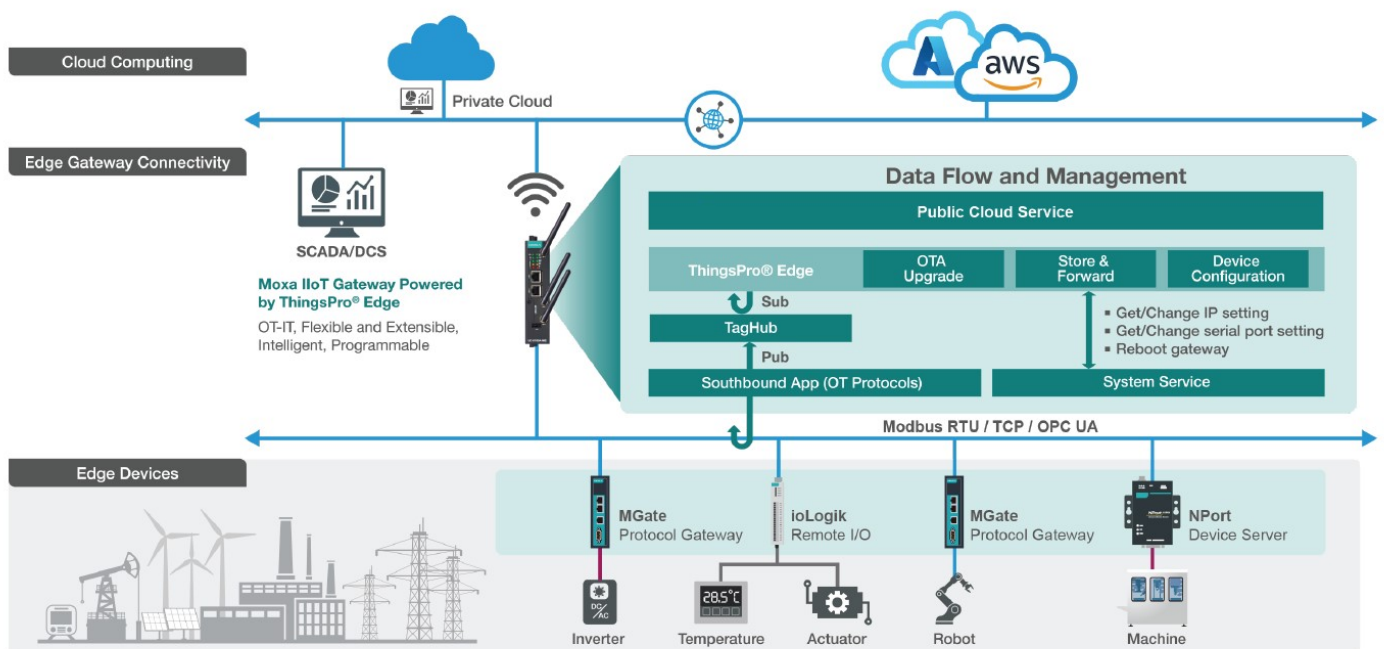 Cloud Computing
Private Cloud
aws
Edge Gateway Connectivity
SCADA/DCS
Moxa IIoT Gateway Powered
by ThingsPro® Edge
OT-IT, Flexible and Extensible,
Intelligent, Programmable
Data Flow and Management
Public Cloud Service
ThingsPro® Edge
OTA
Upgrade
Store &
Forward
Device
Configuration
Sub
TagHub
Pub
▪ Get/Change IP setting
▪ Get/Change serial port setting
▪ Reboot gateway
Southbound App (OT Protocols)
System Service
Modbus RTU / TCP / OPC UA
Edge Devices
MGate
Protocol Gateway
ioLogik
Remote I/O
MGate
Protocol Gateway
NPort
Device Server
DC/AC
Inverter
28.5°C
Temperature
Actuator
Robot
Machine